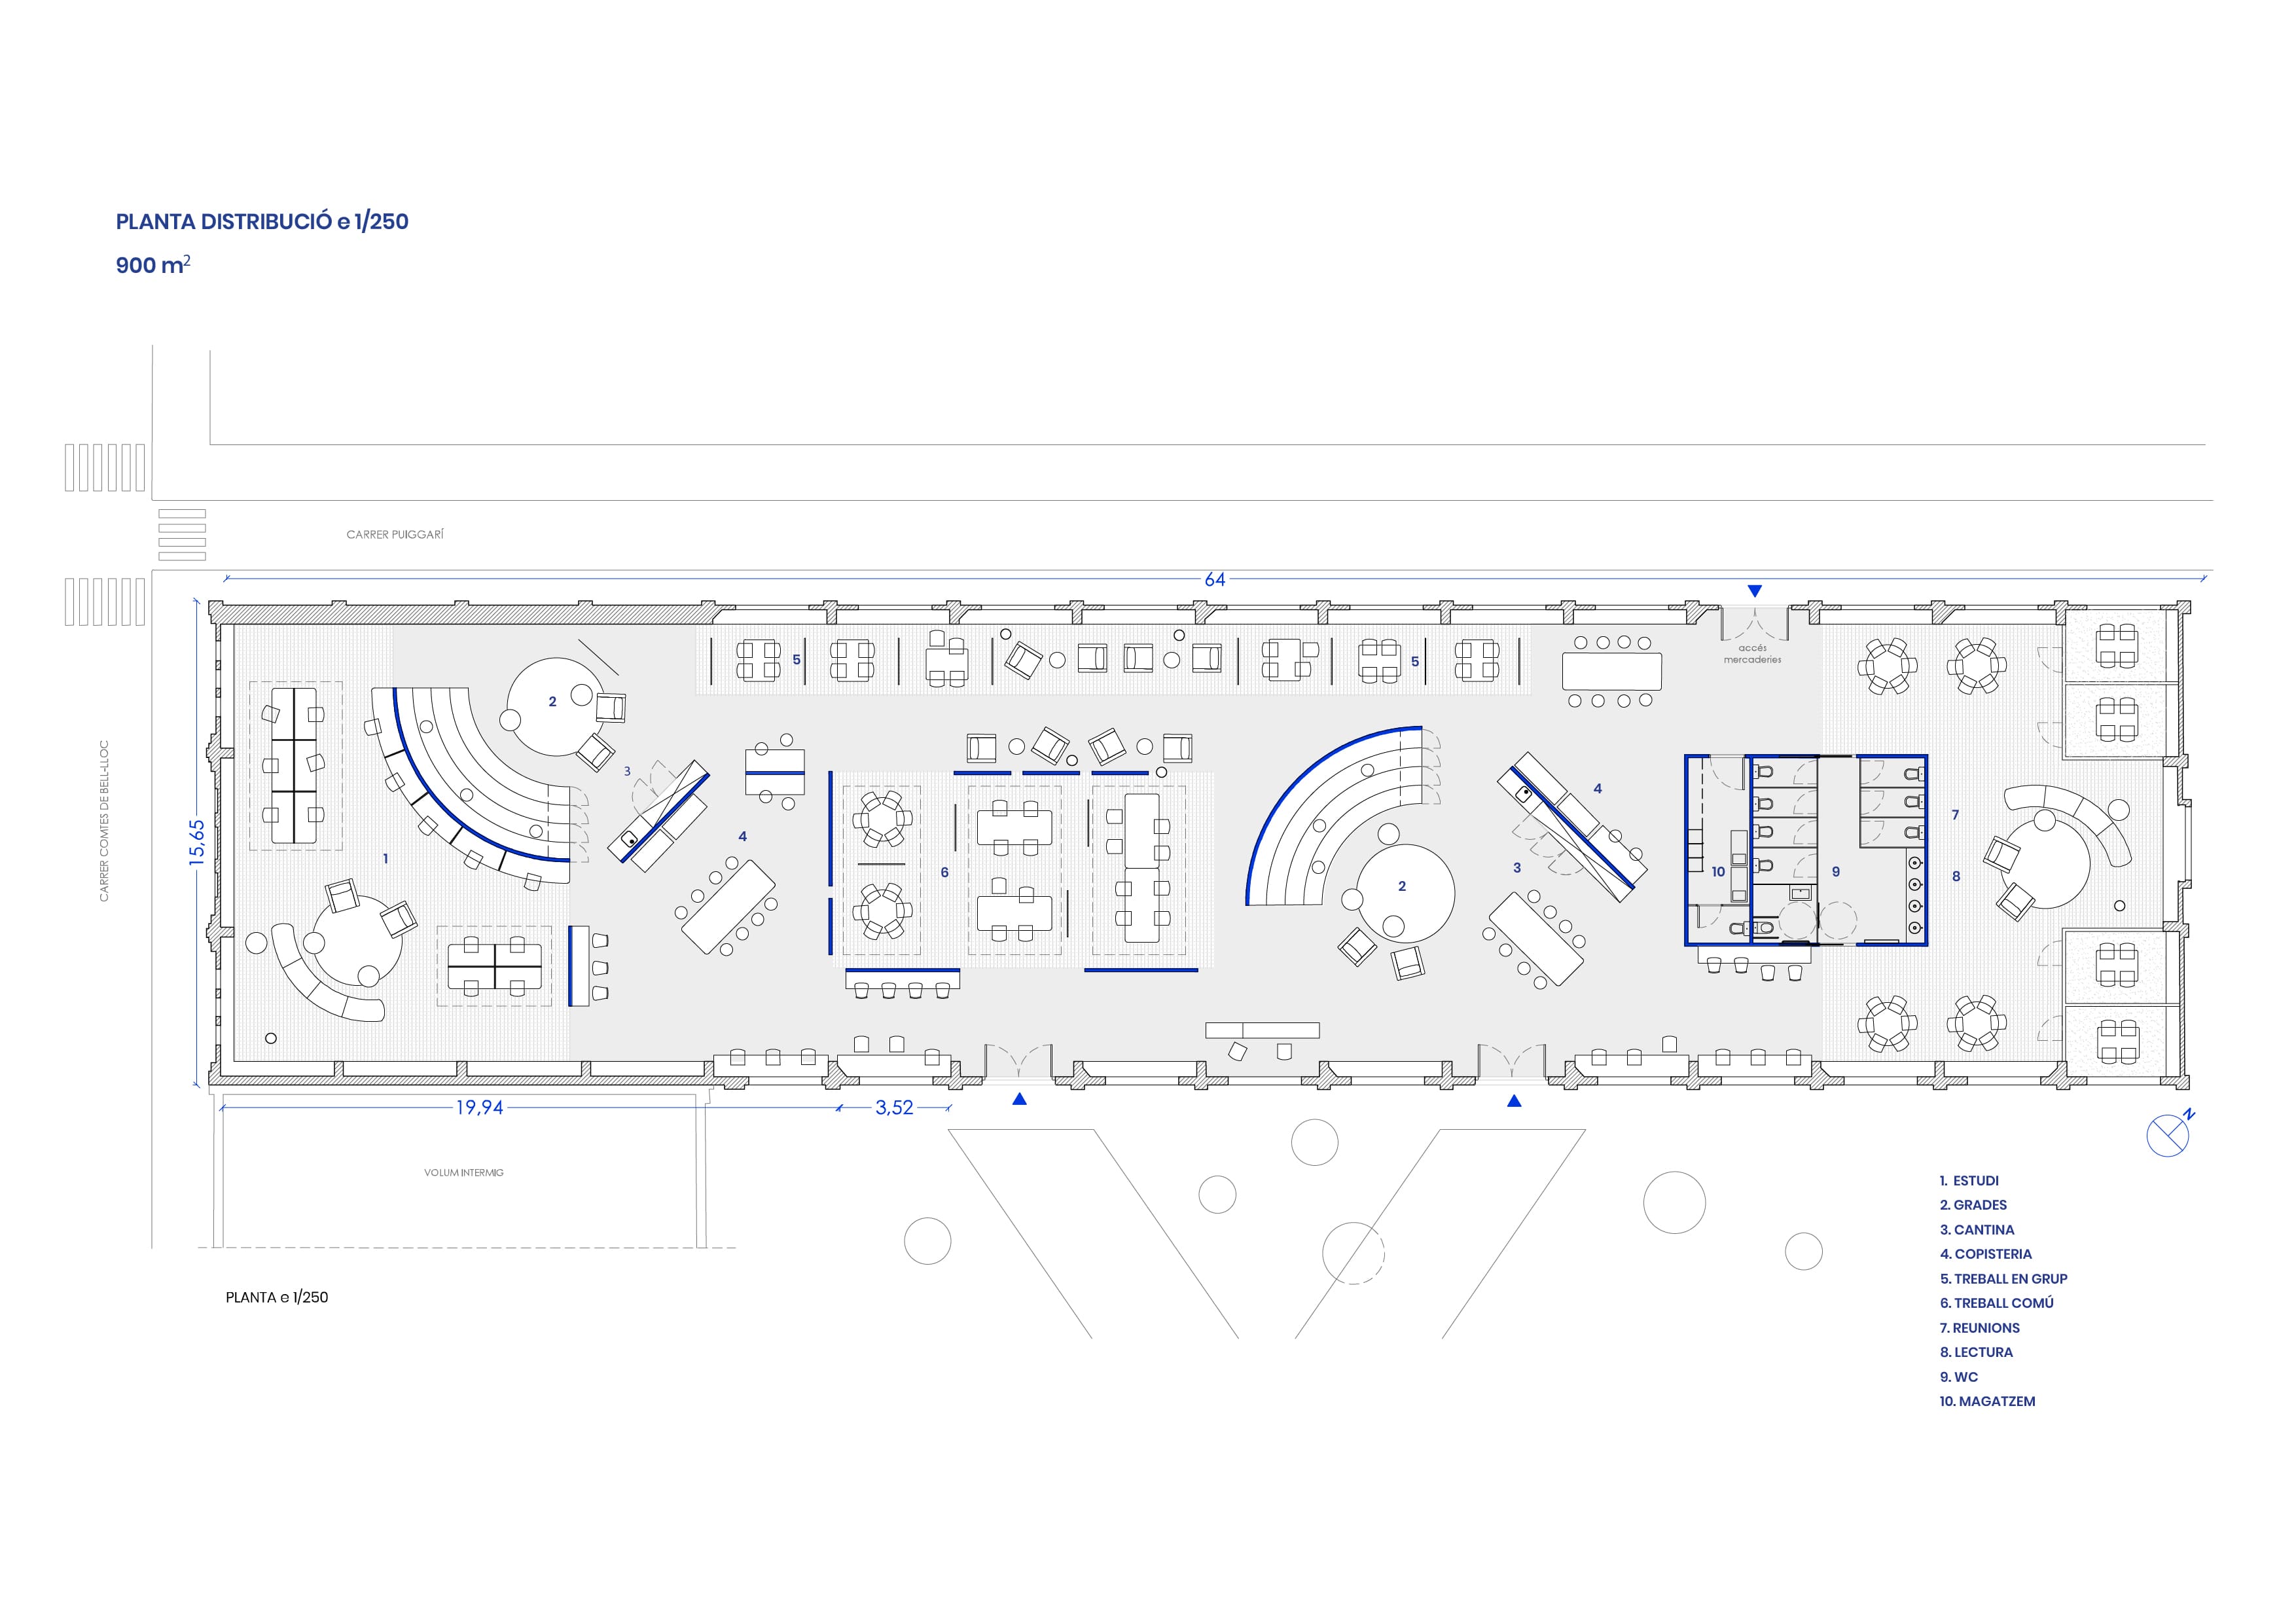 PLANTA DISTRIBUCIÓ e 1/250
900 m²
CARRER PUIGGARÍ
CARRER COMTES DE BELL-LLOC
64
15,65
accés
mercaderies
5
5
2
3
4
1
6
4
3
2
10
9
7
8
19,94
3,52
N
VOLUM INTERMIG
PLANTA e 1/250
1. ESTUDI
2. GRADES
3. CANTINA
4. COPISTERIA
5. TREBALL EN GRUP
6. TREBALL COMÚ
7. REUNIONS
8. LECTURA
9. WC
10. MAGATZEM